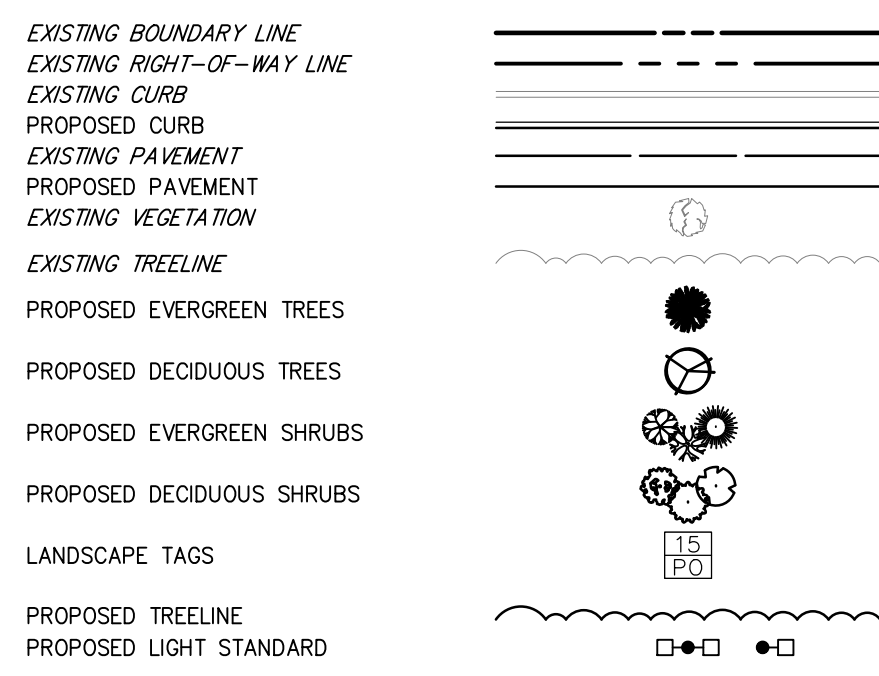 EXISTING BOUNDARY LINE
EXISTING RIGHT-OF-WAY LINE
EXISTING CURB
PROPOSED CURB
EXISTING PAVEMENT
PROPOSED PAVEMENT
EXISTING VEGETATION
EXISTING TREELINE
PROPOSED EVERGREEN TREES
PROPOSED DECIDUOUS TREES
PROPOSED EVERGREEN SHRUBS
PROPOSED DECIDUOUS SHRUBS
15
LANDSCAPE TAGS
PO
PROPOSED TREELINE
PROPOSED LIGHT STANDARD